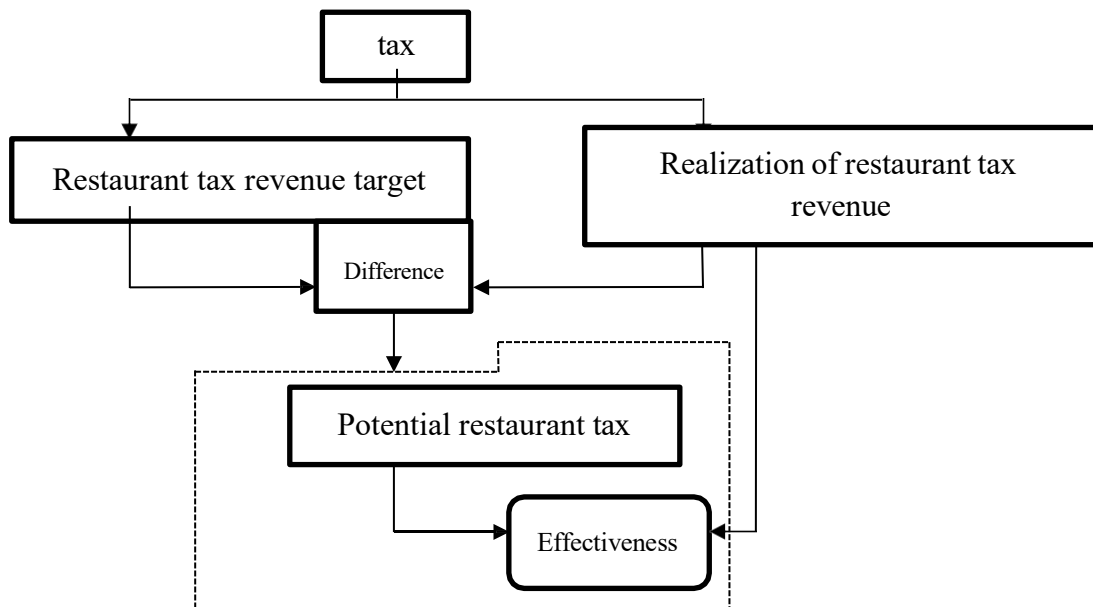 tax
Restaurant tax revenue target
Realization of restaurant tax
revenue
Difference
Potential restaurant tax
Effectiveness